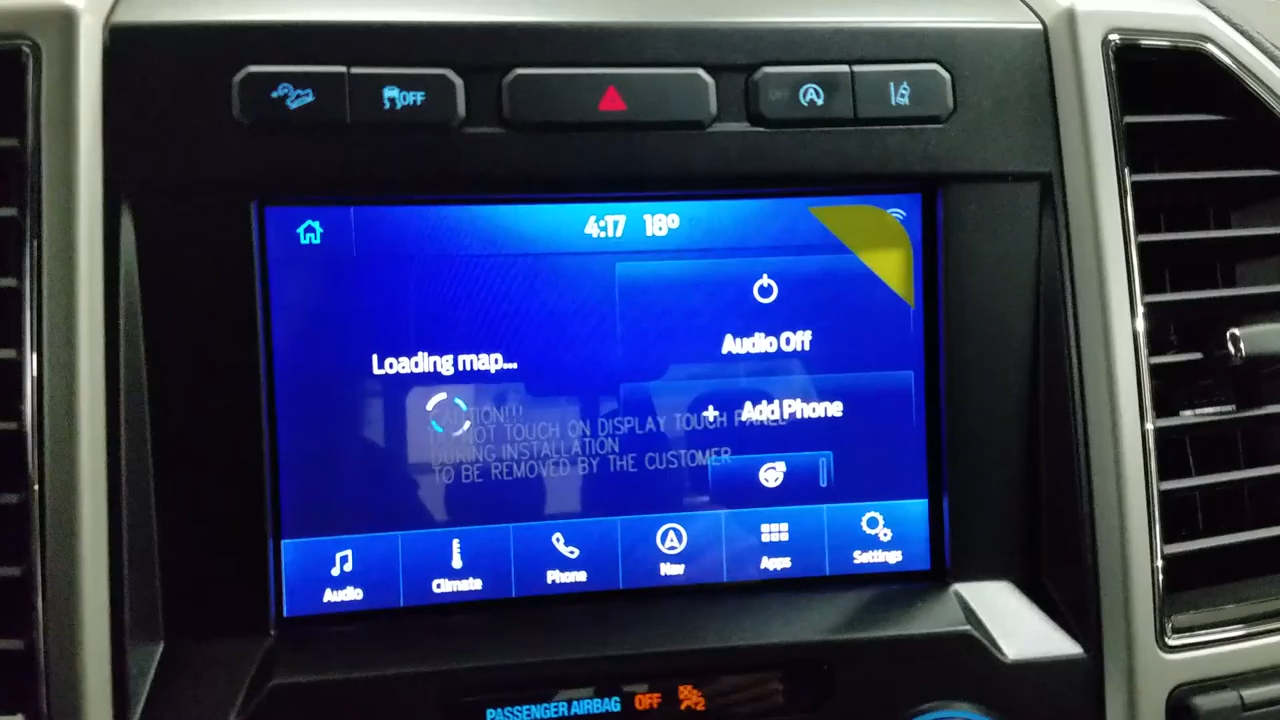 OFF
4:17 18°
Audio Off
Loading map...
+ Add Phone
CAUTION!!!
DO NOT TOUCH ON DISPLAY TOUCH PANEL
DURING INSTALLATION
TO BE REMOVED BY THE CUSTOMER
Audio
Climate
Phone
Nav
Apps
Settings
PASSENGER AIRBAG OFF